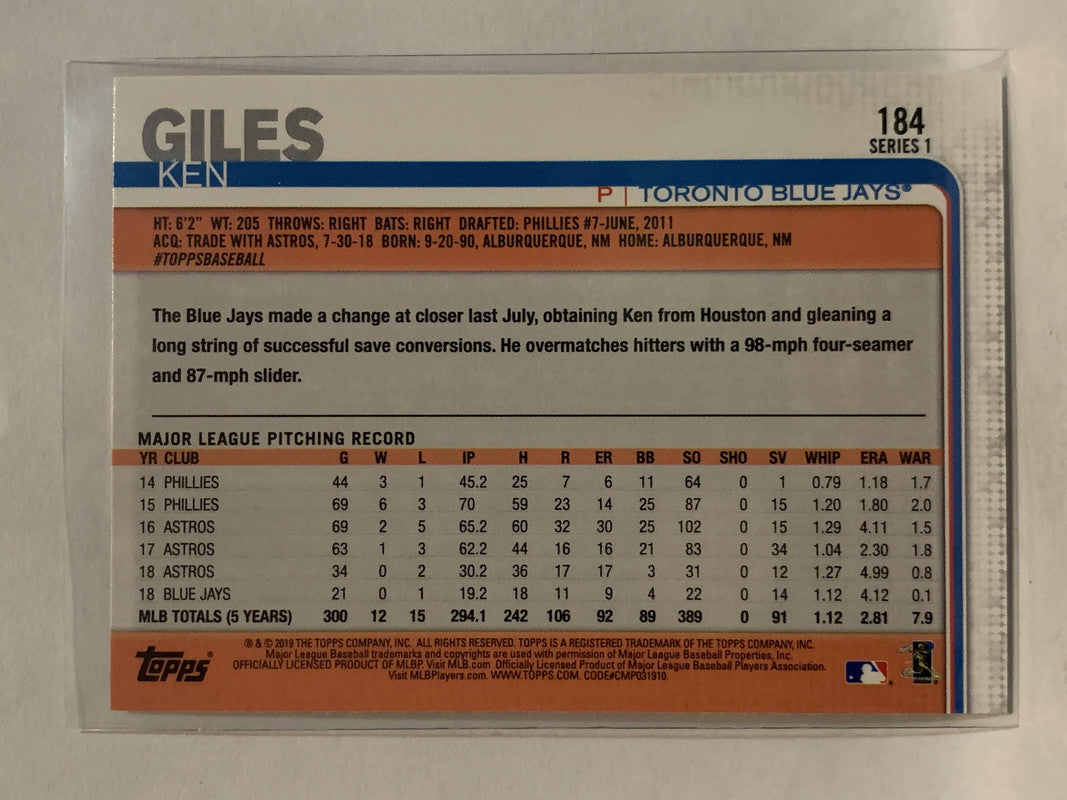 GILES
KEN
184
SERIES 1
P | TORONTO BLUE JAYS®
HT: 6'2" WT: 205 THROWS: RIGHT BATS: RIGHT DRAFTED: PHILLIES #7-JUNE, 2011
ACQ: TRADE WITH ASTROS, 7-30-18 BORN: 9-20-90, ALBURQUERQUE, NM HOME: ALBURQUERQUE, NM
#TOPPSBASEBALL
The Blue Jays made a change at closer last July, obtaining Ken from Houston and gleaning a
long string of successful save conversions. He overmatches hitters with a 98-mph four-seamer
and 87-mph slider.
MAJOR LEAGUE PITCHING RECORD
YR CLUB G W L IP H R ER BB SO SHO SV WHIP ERA WAR
14 PHILLIES 44 3 1 45.2 25 7 6 11 64 0 1 0.79 1.18 1.7
15 PHILLIES 69 6 3 70 59 23 14 25 87 0 15 1.20 1.80 2.0
16 ASTROS 69 2 5 65.2 60 32 30 25 102 0 15 1.29 4.11 1.5
17 ASTROS 63 1 3 62.2 44 16 16 21 83 0 34 1.04 2.30 1.8
18 ASTROS 34 0 2 30.2 36 17 17 3 31 0 12 1.27 4.99 0.8
18 BLUE JAYS 21 0 1 19.2 18 11 9 4 22 0 14 1.12 4.12 0.1
MLB TOTALS (5 YEARS) 300 12 15 294.1 242 106 92 89 389 0 91 1.12 2.81 7.9
Topps®
® & © 2019 THE TOPPS COMPANY, INC. ALL RIGHTS RESERVED. TOPPS IS A REGISTERED TRADEMARK OF THE TOPPS COMPANY, INC.
Major League Baseball trademarks and copyrights are used with permission of Major League Baseball Properties, Inc.
OFFICIALLY LICENSED PRODUCT OF MLBP. Visit MLB.com Officially Licensed Product of Major League Baseball Players Association.
Visit MLBPlayers.com. WWW.TOPPS.COM. CODE#CMP031910.